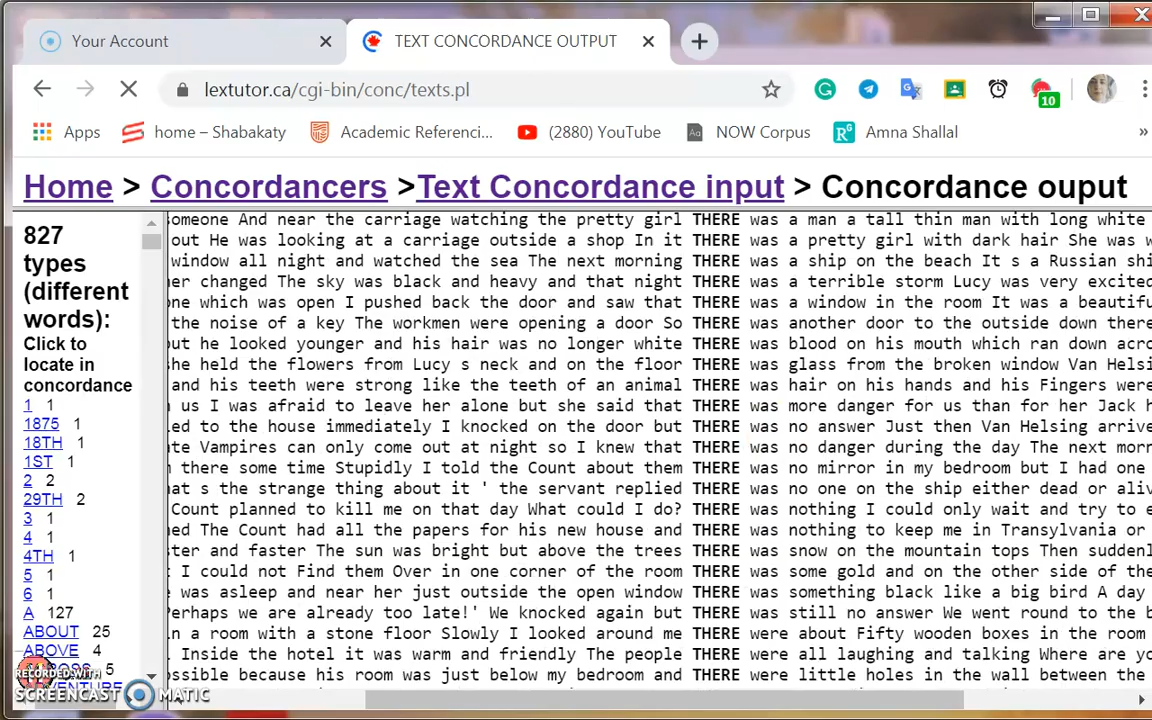 Your Account
TEXT CONCORDANCE OUTPUT
lextutor.ca/cgi-bin/conc/texts.pl
10
Apps home – Shabakaty Academic Referenci... (2880) YouTube Aa NOW Corpus Amna Shallal »
Home > Concordancers >Text Concordance input > Concordance ouput
827
types
(different
words):
Click to
locate in
concordance
1 1
1875 1
18TH 1
1ST 1
2 2
29TH 2
3 1
4 1
4TH 1
5 1
6 1
A 127
ABOUT 25
ABOVE 4
5
someone And near the carriage watching the pretty girl THERE was a man a tall thin man with long white
out He was looking at a carriage outside a shop In it THERE was a pretty girl with dark hair She was w
window all night and watched the sea The next morning THERE was a ship on the beach It s a Russian shi
er changed The sky was black and heavy and that night THERE was a terrible storm Lucy was very excited
one which was open I pushed back the door and saw that THERE was a window in the room It was a beautifu
the noise of a key The workmen were opening a door So THERE was another door to the outside down there
out he looked younger and his hair was no longer white THERE was blood on his mouth which ran down acro
she held the flowers from Lucy s neck and on the floor THERE was glass from the broken window Van Helsi
and his teeth were strong like the teeth of an animal THERE was hair on his hands and his Fingers were
us I was afraid to leave her alone but she said that THERE was more danger for us than for her Jack h
ed to the house immediately I knocked on the door but THERE was no answer Just then Van Helsing arrive
ate Vampires can only come out at night so I knew that THERE was no danger during the day The next morn
there some time Stupidly I told the Count about them THERE was no mirror in my bedroom but I had one
hat s the strange thing about it ' the servant replied THERE was no one on the ship either dead or aliv
Count planned to kill me on that day What could I do? THERE was nothing I could only wait and try to e
ned The Count had all the papers for his new house and THERE was nothing to keep me in Transylvania or
ster and faster The sun was bright but above the trees THERE was snow on the mountain tops Then suddenl
I could not Find them Over in one corner of the room THERE was some gold and on the other side of the
was asleep and near her just outside the open window THERE was something black like a big bird A day
Perhaps we are already too late!' We knocked again but THERE was still no answer We went round to the b
in a room with a stone floor Slowly I looked around me THERE were about Fifty wooden boxes in the room
Inside the hotel it was warm and friendly The people THERE were all laughing and talking Where are yo
ossible because his room was just below my bedroom and THERE were little holes in the wall between the
RECORDED WITH
SCREENCAST MATIC